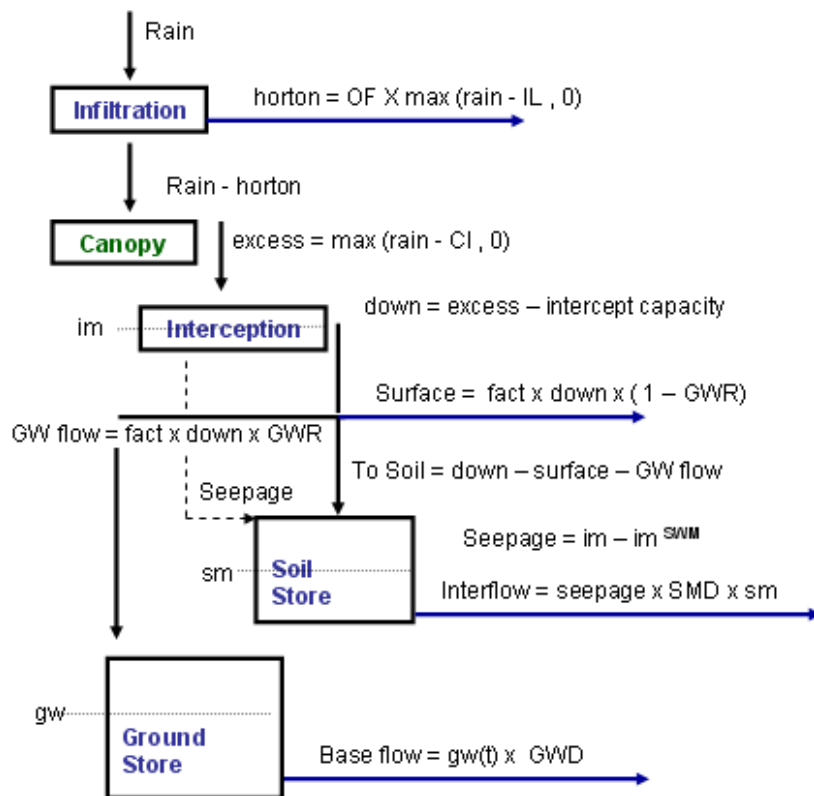 Rain
Infiltration
horton = OF X max (rain - IL , 0)
Rain - horton
Canopy
excess = max (rain - CI , 0)
down = excess – intercept capacity
im
Interception
Surface = fact x down x ( 1 – GWR)
GW flow = fact x down x GWR
To Soil = down – surface – GW flow
Seepage
Seepage = im – im SWM
sm
Soil
Store
Interflow = seepage x SMD x sm
gw
Ground
Store
Base flow = gw(t) x GWD